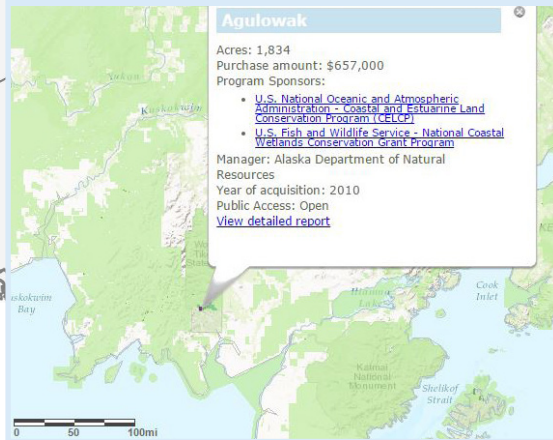 Agulowak
Acres: 1,834
Purchase amount: $657,000
Program Sponsors:
U.S. National Oceanic and Atmospheric
Administration - Coastal and Estuarine Land
Conservation Program (CELCP)
U.S. Fish and Wildlife Service - National Coastal
Wetlands Conservation Grant Program
Manager: Alaska Department of Natural
Resources
Year of acquisition: 2010
Public Access: Open
View detailed report
Yukon
Kuskokwim
Bay
Cook
Inlet
Katmai
National
Monument
Shelikof
Strait
0 50 100mi